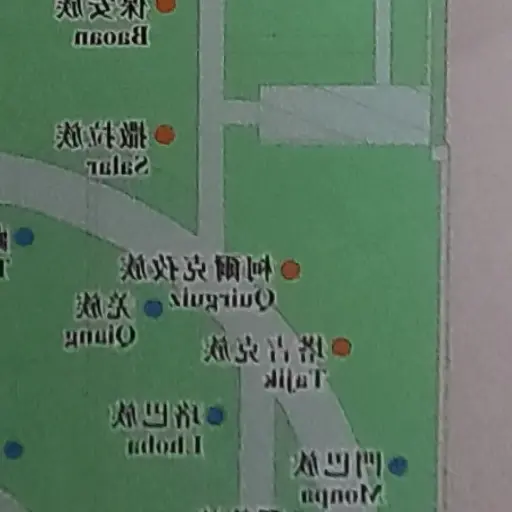 保安族
Baoan
撒拉族
Salar
柯爾克孜族
Quirguiz
羌族
Qiang
塔吉克族
Tajik
珞巴族
Lhoba
門巴族
Monpa